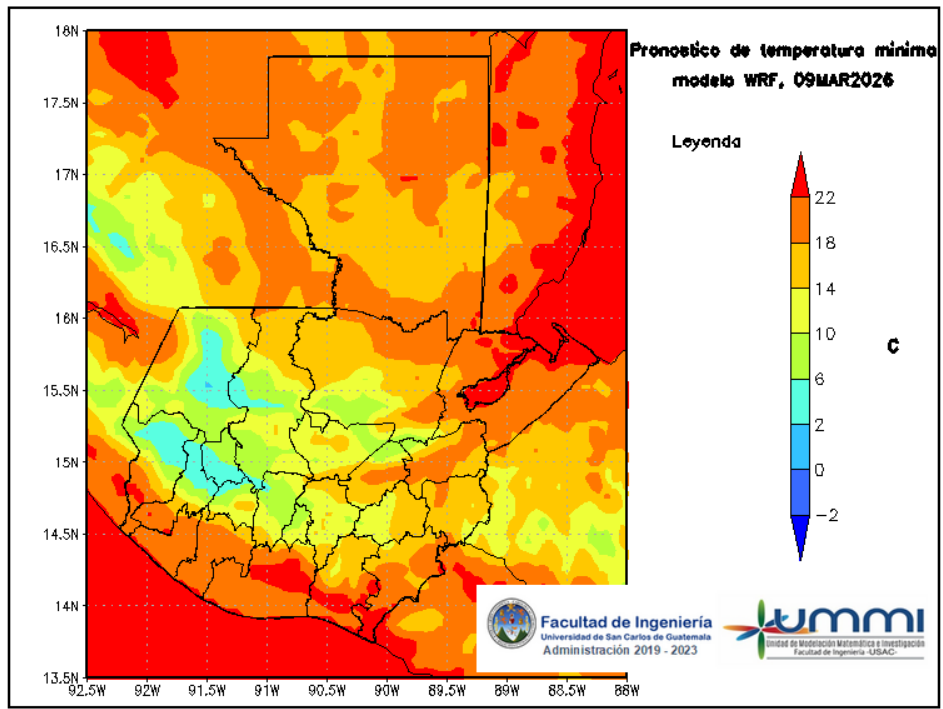 Pronostico de temperatura minima
modelo WRF, 09MAR2026
Leyenda
22
18
14
10
6
2
0
−2
C
18N
17.5N
17N
16.5N
16N
15.5N
15N
14.5N
14N
13.5N
92.5W
92W
91.5W
91W
90.5W
90W
89.5W
89W
88.5W
88W
Facultad de Ingeniería
Universidad de San Carlos de Guatemala
Administración 2019 - 2023
ummi
Unidad de Modelación Matemática e Investigación
Facultad de Ingeniería -USAC-